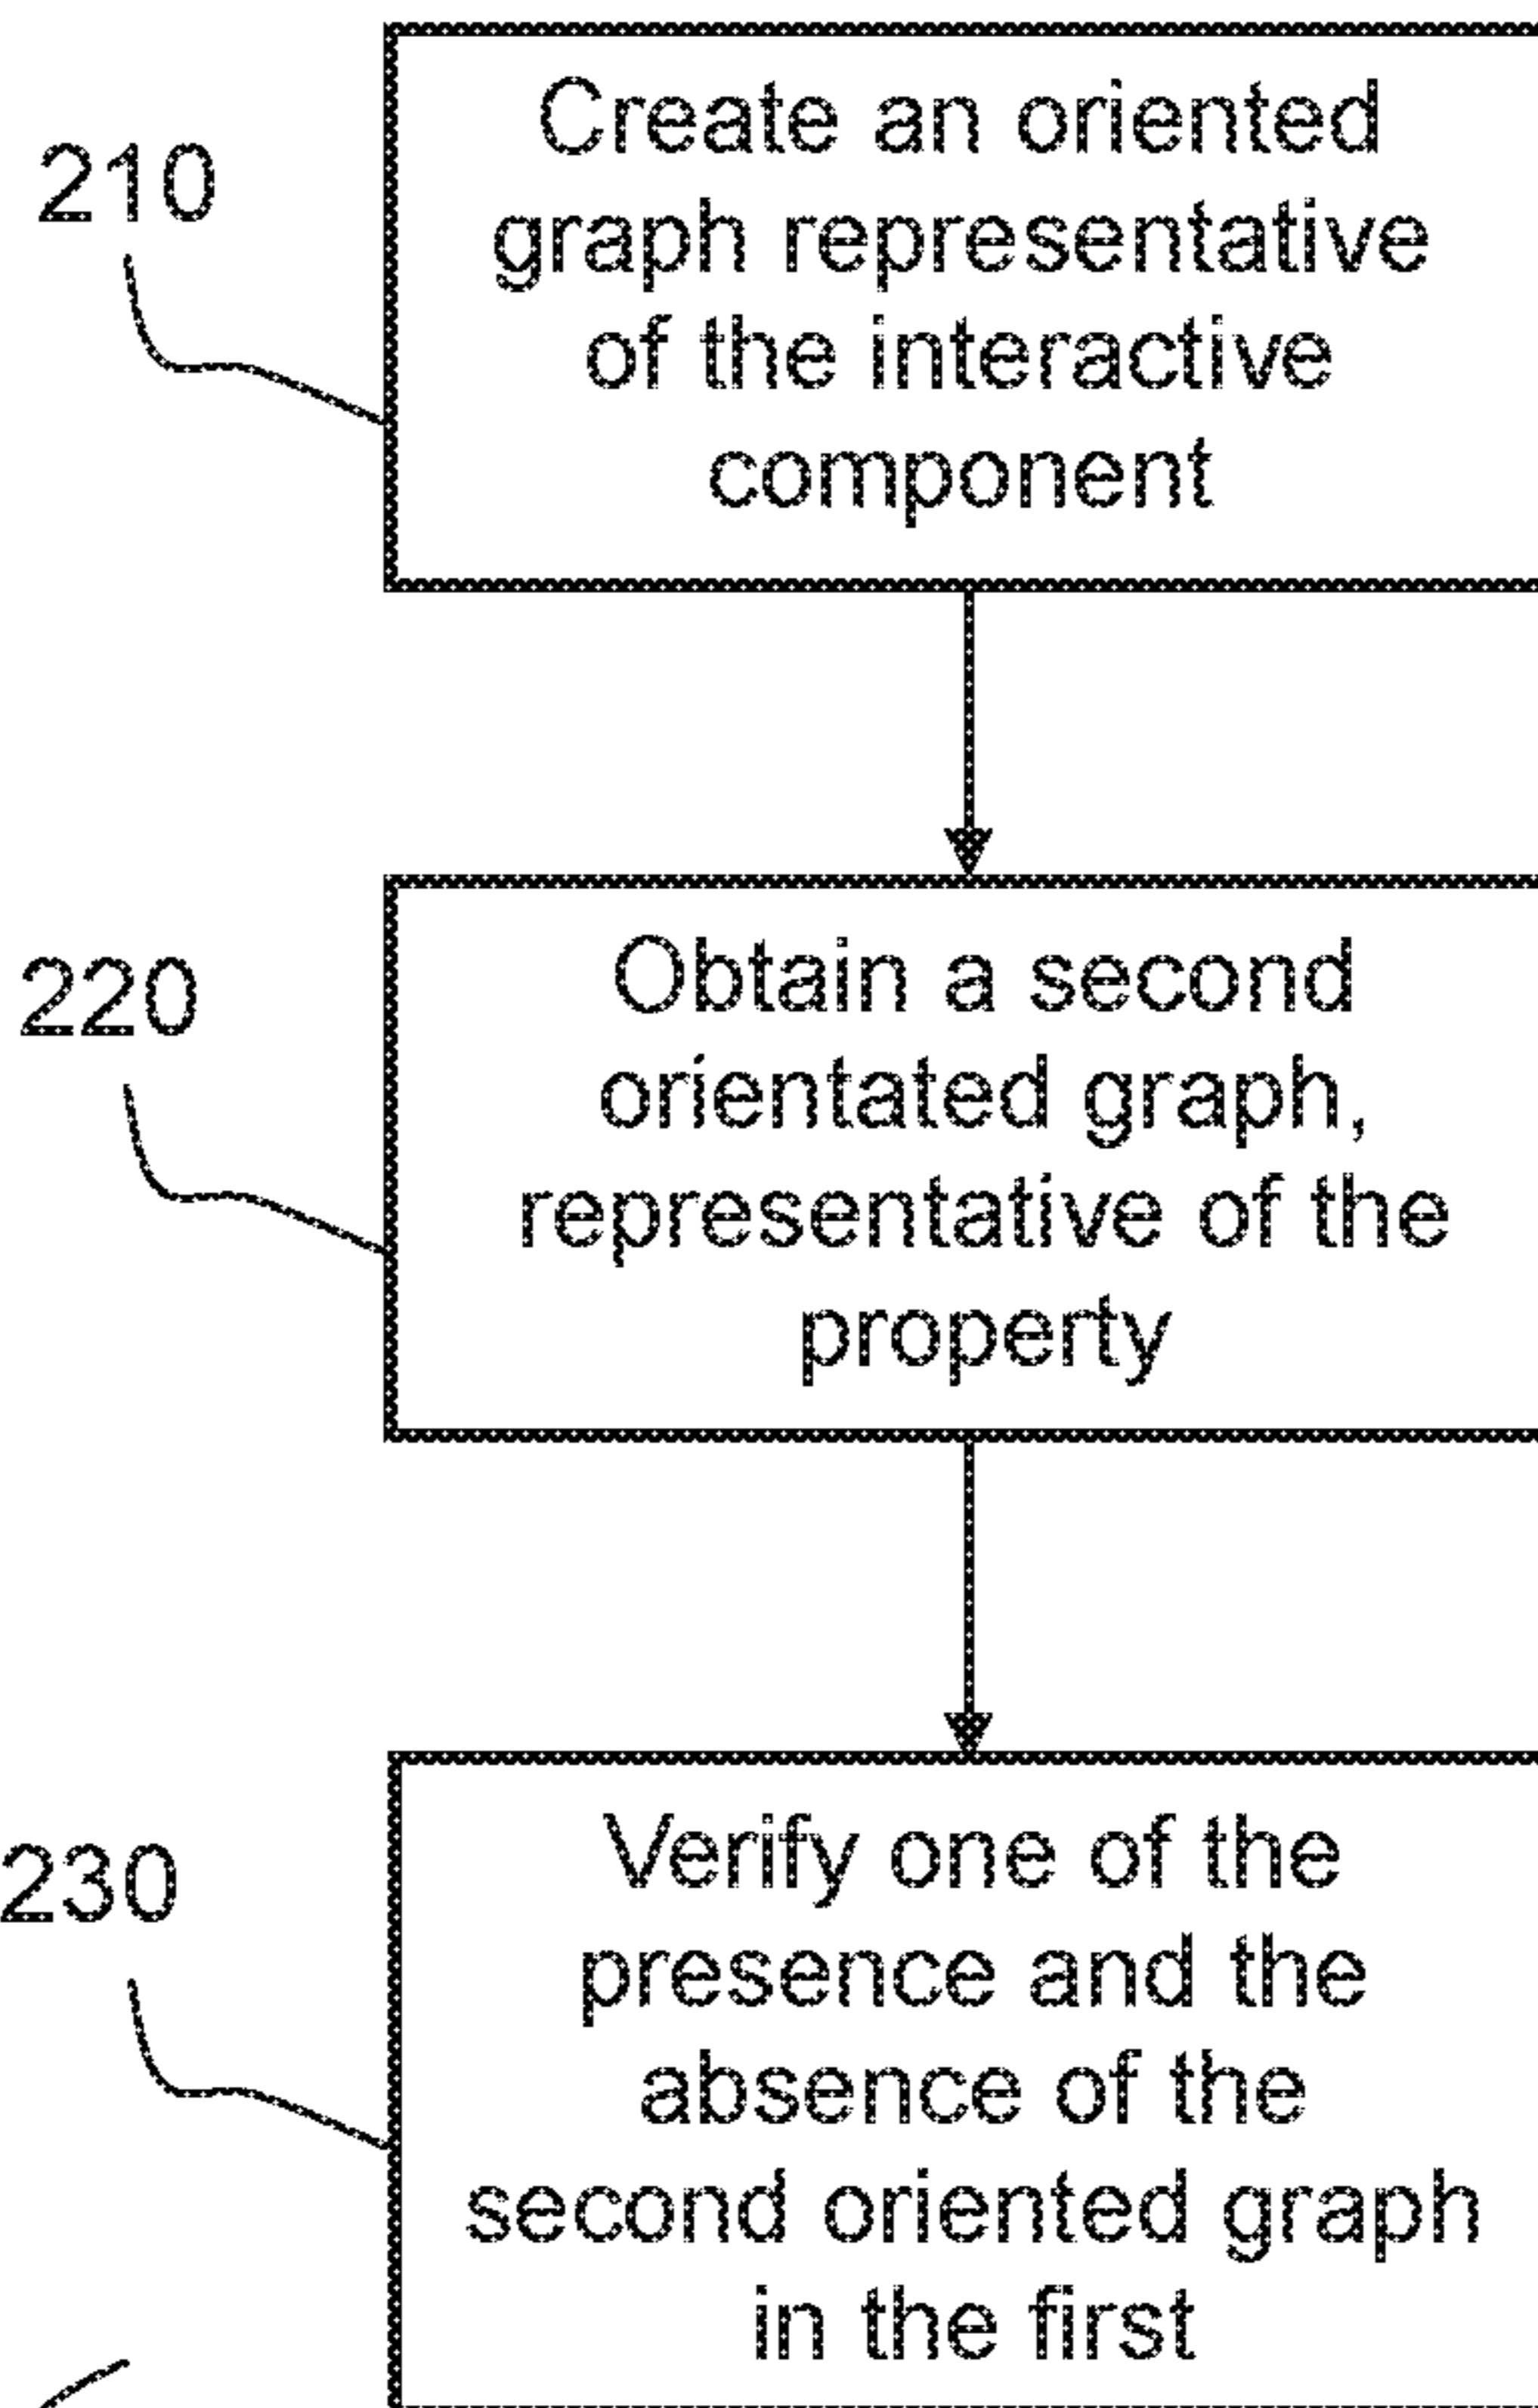 210
Create an oriented
graph representative
of the interactive
component
220
Obtain a second
orientated graph,
representative of the
property
230
Verify one of the
presence and the
absence of the
second oriented graph
in the first